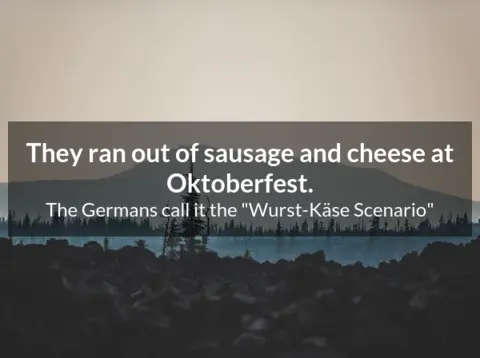 They ran out of sausage and cheese at
Oktoberfest.
The Germans call it the "Wurst-Käse Scenario"